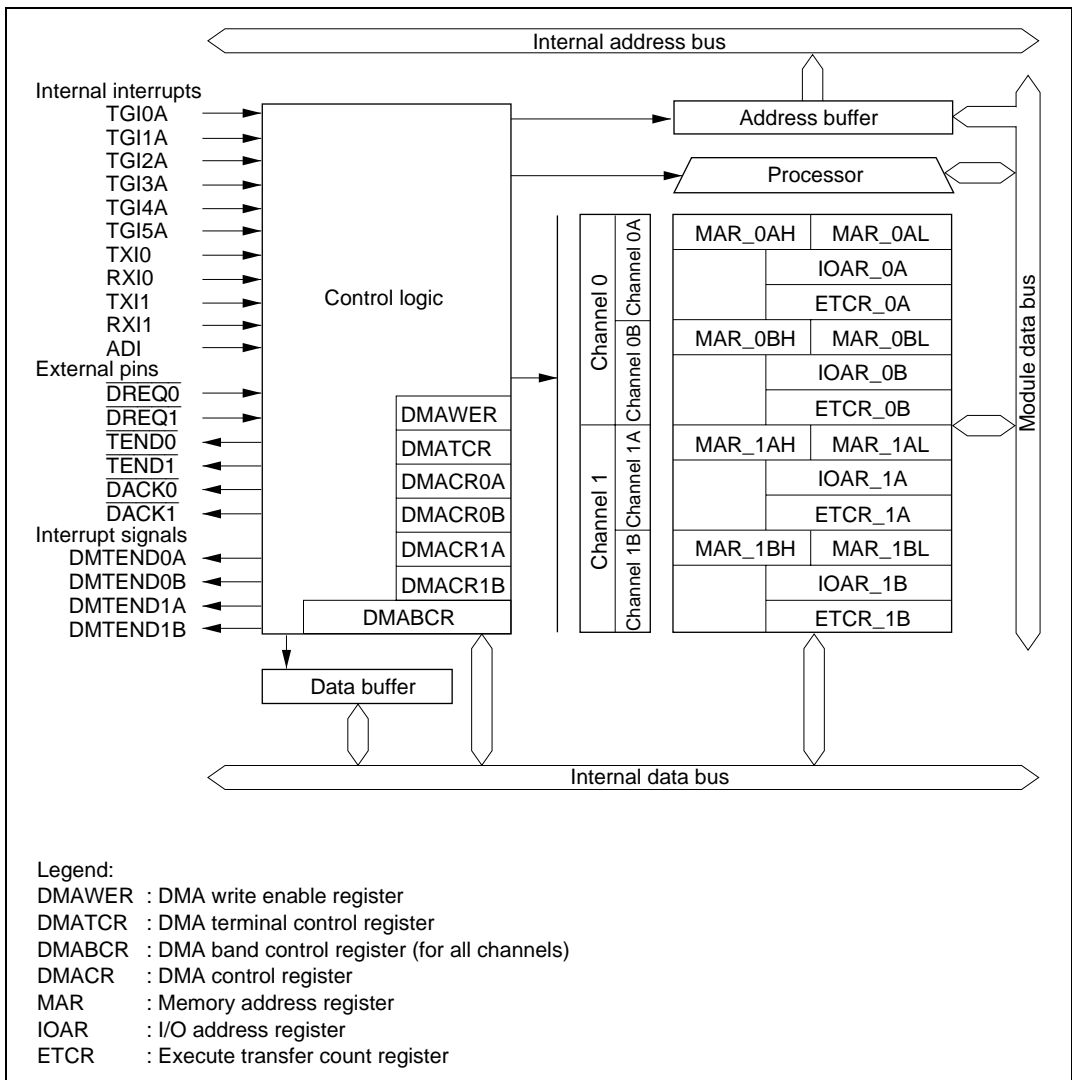 Internal address bus
Internal interrupts
TGI0A
TGI1A
TGI2A
TGI3A
TGI4A
TGI5A
TXI0
RXI0
TXI1
RXI1
ADI
External pins
DREQ0
DREQ1
TEND0
TEND1
DACK0
DACK1
Interrupt signals
DMTEND0A
DMTEND0B
DMTEND1A
DMTEND1B
Control logic
DMAWER
DMATCR
DMACR0A
DMACR0B
DMACR1A
DMACR1B
DMABCR
Data buffer
Address buffer
Processor
Channel 0
Channel 1
Channel 0A
Channel 0B
Channel 1A
Channel 1B
MAR_0AH MAR_0AL
IOAR_0A
ETCR_0A
MAR_0BH MAR_0BL
IOAR_0B
ETCR_0B
MAR_1AH MAR_1AL
IOAR_1A
ETCR_1A
MAR_1BH MAR_1BL
IOAR_1B
ETCR_1B
Module data bus
Internal data bus
Legend:
DMAWER : DMA write enable register
DMATCR : DMA terminal control register
DMABCR : DMA band control register (for all channels)
DMACR : DMA control register
MAR : Memory address register
IOAR : I/O address register
ETCR : Execute transfer count register